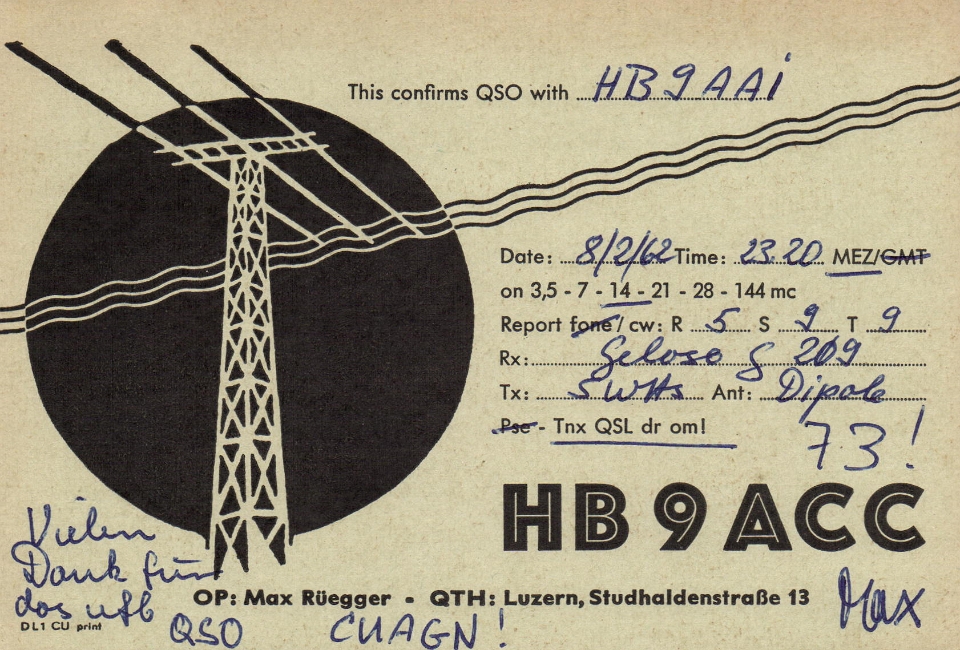 This confirms QSO with HB9AAi
Date: 8/2/62 Time: 23.20 MEZ/GMT
on 3,5 - 7 - 14 - 21 - 28 - 144 mc
Report fone/cw: R 5 S 9 T 9
Rx: Geloso G 209
Tx: 5 Watts Ant: Dipole
Pse - Tnx QSL dr om!
73!
HB9ACC
Vielen
Dank für
das ufb
QSO CUAGN!
OP: Max Rüegger - QTH: Luzern, Studhaldenstraße 13
Max
DL1 CU print